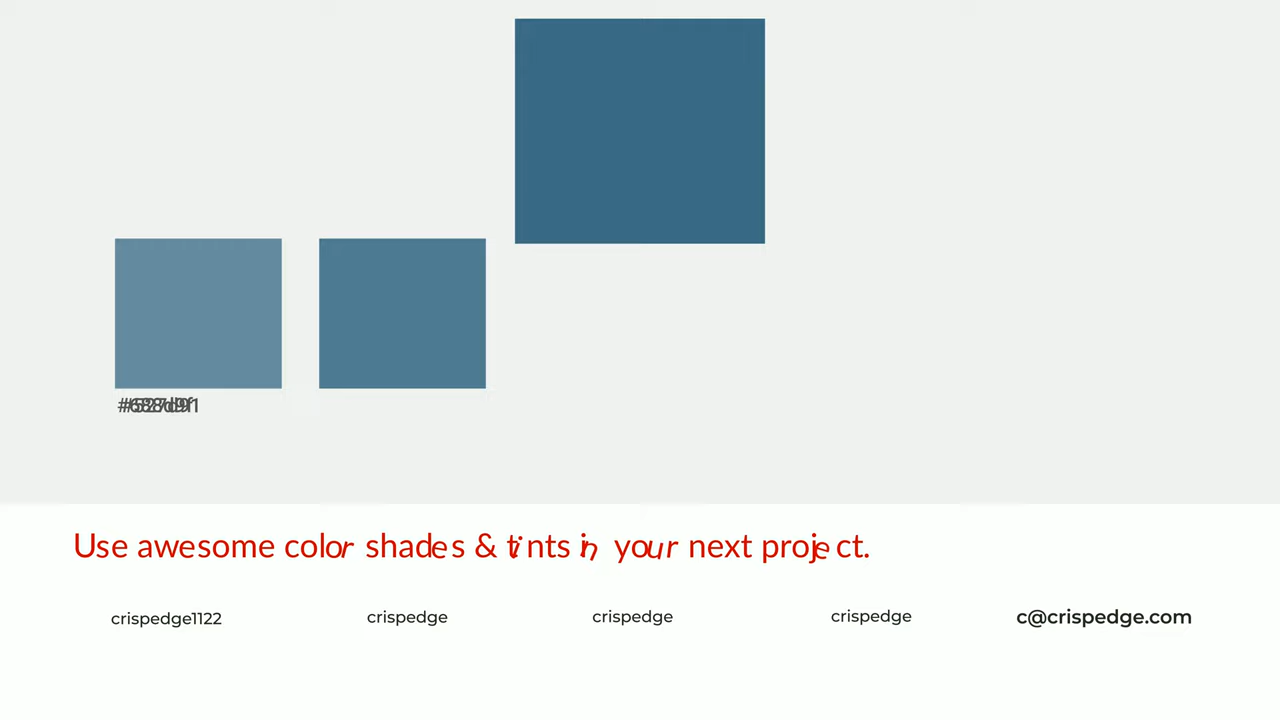 Use awesome color shades & tints in your next project.
crispedge1122 crispedge crispedge crispedge c@crispedge.com